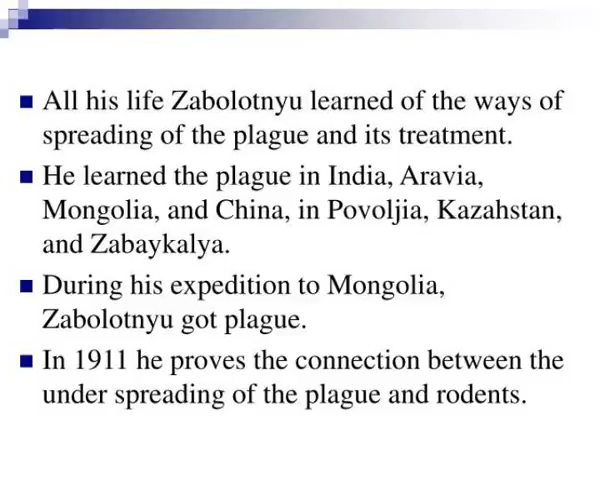 All his life Zabolotnyu learned of the ways of
spreading of the plague and its treatment.
He learned the plague in India, Aravia,
Mongolia, and China, in Povoljia, Kazahstan,
and Zabaykalya.
During his expedition to Mongolia,
Zabolotnyu got plague.
In 1911 he proves the connection between the
under spreading of the plague and rodents.